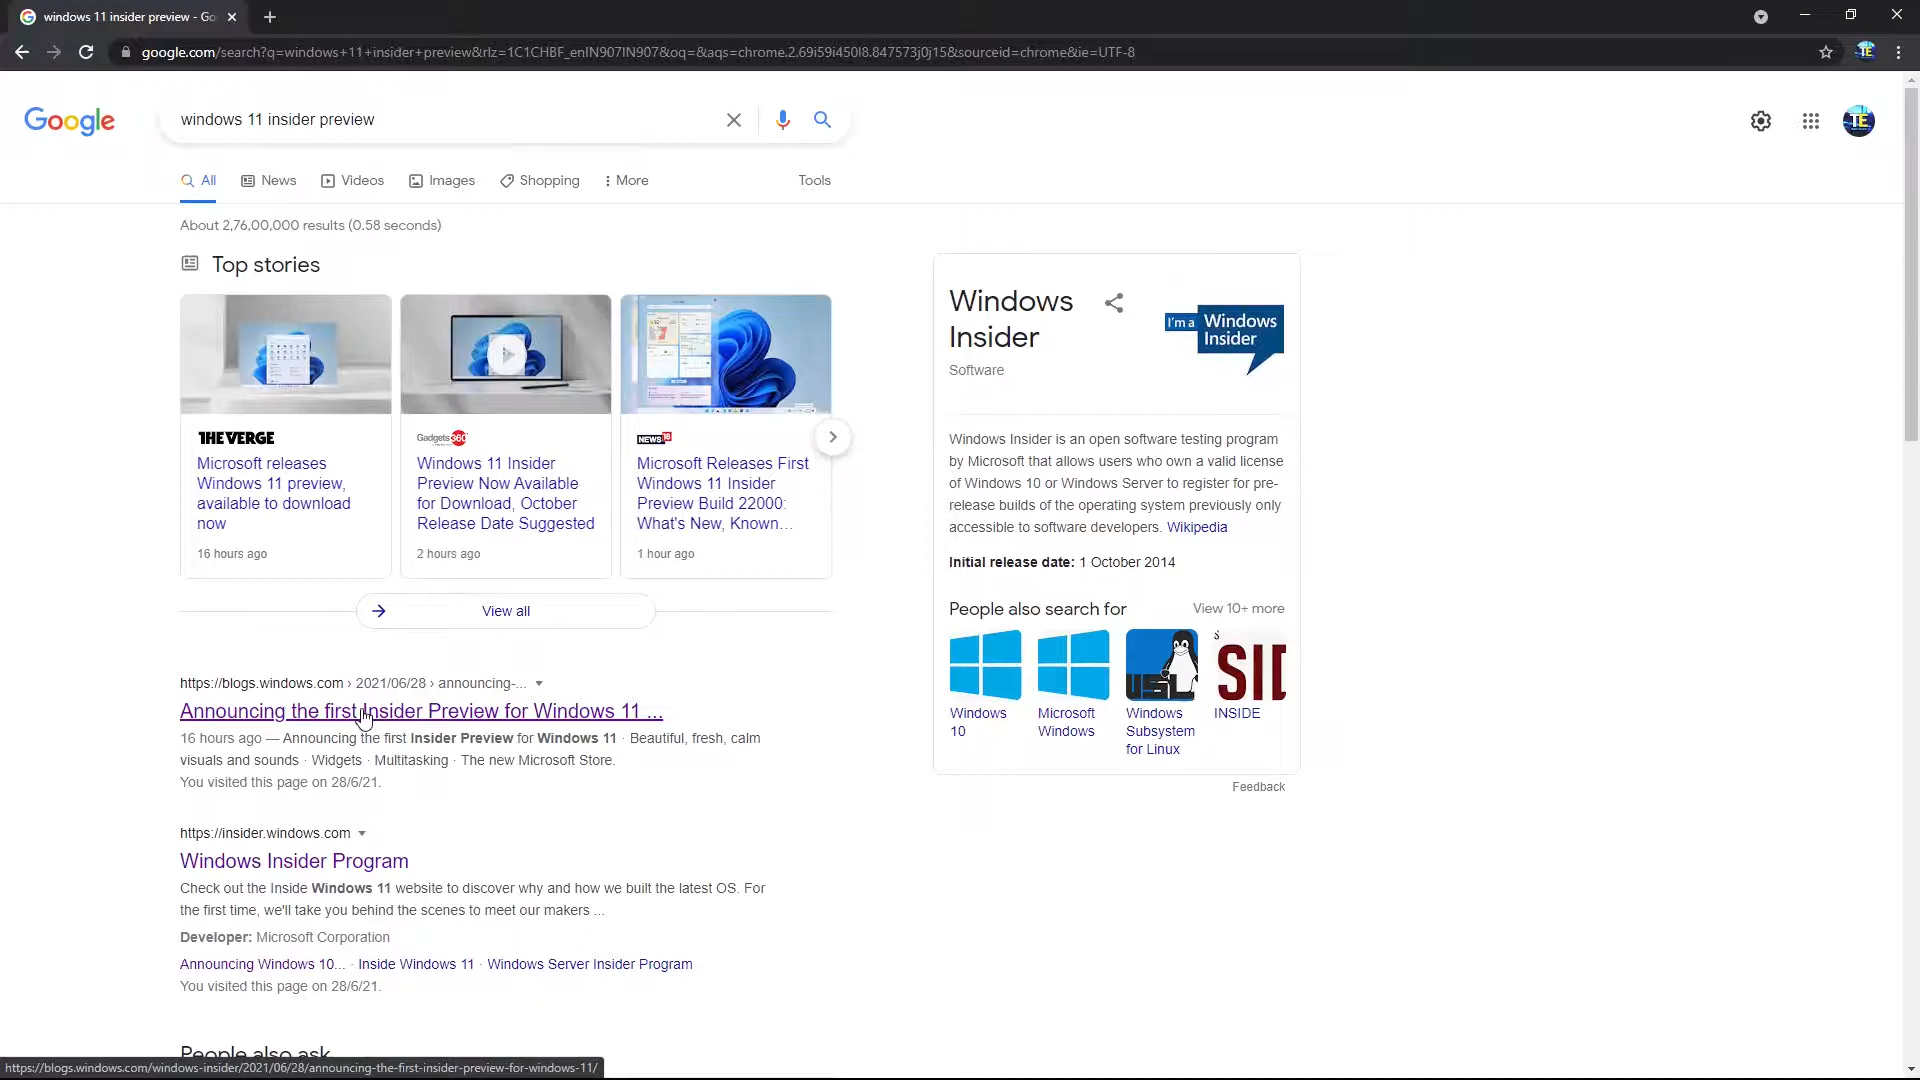 windows 11 insider preview - Go
google.com/search?q=windows+11+insider+preview&rlz=1C1CHBF_enIN907IN907&oq=&aqs=chrome.2.69i59i450l8.847573j0j15&sourceid=chrome&ie=UTF-8
TE
Google
windows 11 insider preview
TE
All
News
Videos
Images
Shopping
More
Tools
About 2,76,00,000 results (0.58 seconds)
Top stories
THE VERGE
Microsoft releases
Windows 11 preview,
available to download
now
16 hours ago
Gadgets 360
Windows 11 Insider
Preview Now Available
for Download, October
Release Date Suggested
2 hours ago
NEWS18
Microsoft Releases First
Windows 11 Insider
Preview Build 22000:
What's New, Known...
1 hour ago
View all
https://blogs.windows.com › 2021/06/28 › announcing-...
Announcing the first Insider Preview for Windows 11 ...
16 hours ago — Announcing the first Insider Preview for Windows 11 · Beautiful, fresh, calm
visuals and sounds · Widgets · Multitasking · The new Microsoft Store.
You visited this page on 28/6/21.
https://insider.windows.com
Windows Insider Program
Check out the Inside Windows 11 website to discover why and how we built the latest OS. For
the first time, we'll take you behind the scenes to meet our makers ...
Developer: Microsoft Corporation
Announcing Windows 10... · Inside Windows 11 · Windows Server Insider Program
You visited this page on 28/6/21.
People also ask
Windows
Insider
Software
I'm a Windows
Insider
Windows Insider is an open software testing program
by Microsoft that allows users who own a valid license
of Windows 10 or Windows Server to register for pre-
release builds of the operating system previously only
accessible to software developers. Wikipedia
Initial release date: 1 October 2014
People also search for
View 10+ more
Windows
10
Microsoft
Windows
Windows
Subsystem
for Linux
INSIDE
Feedback
https://blogs.windows.com/windows-insider/2021/06/28/announcing-the-first-insider-preview-for-windows-11/